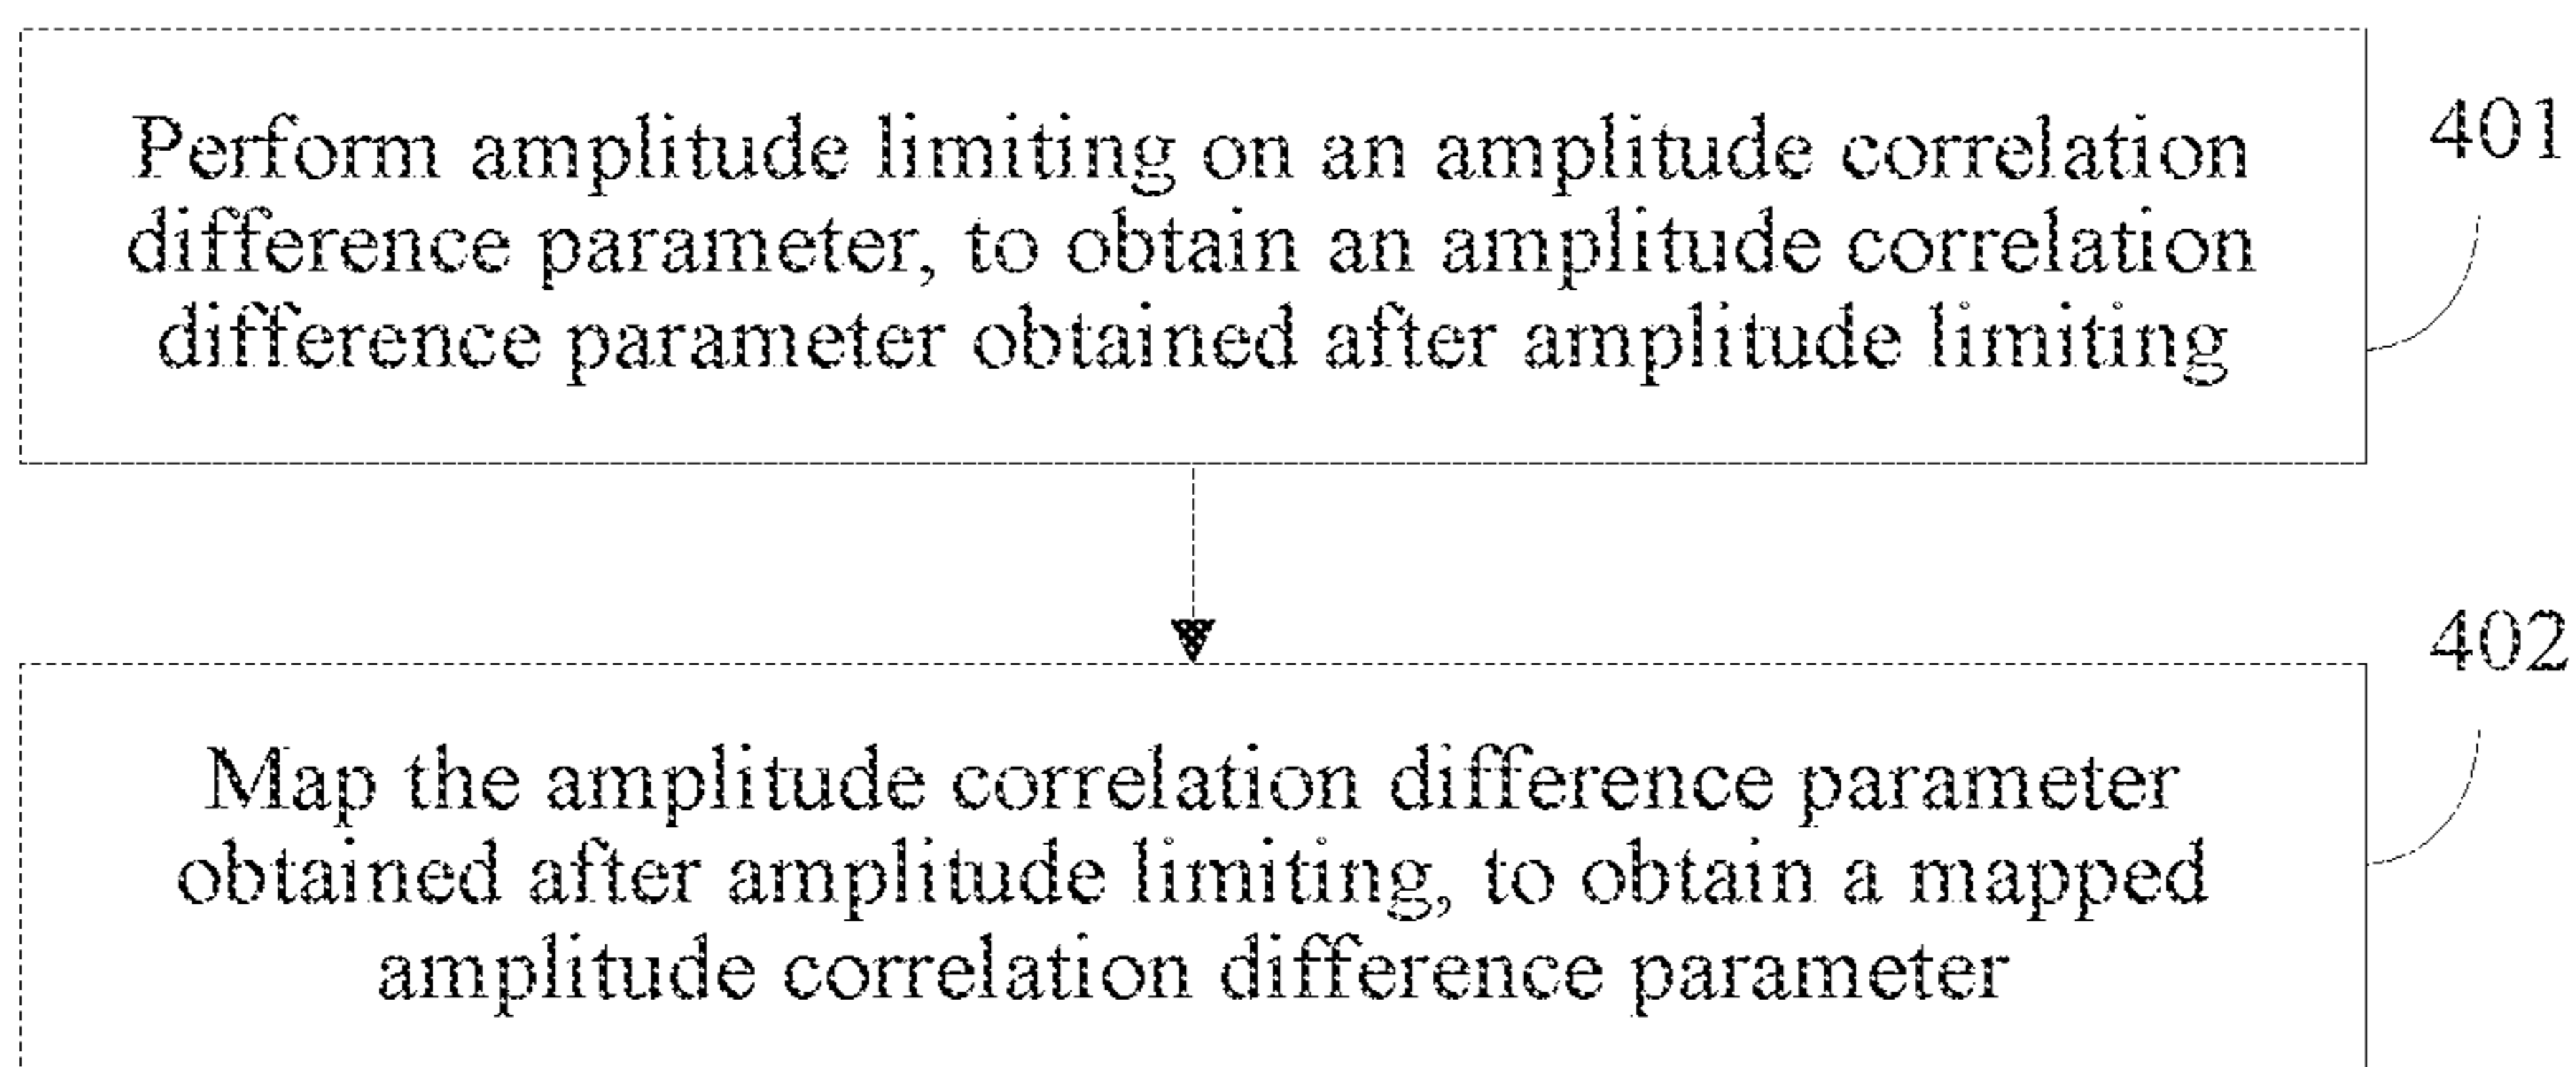 Perform amplitude limiting on an amplitude correlation
difference parameter, to obtain an amplitude correlation
difference parameter obtained after amplitude limiting
401
402
Map the amplitude correlation difference parameter
obtained after amplitude limiting, to obtain a mapped
amplitude correlation difference parameter